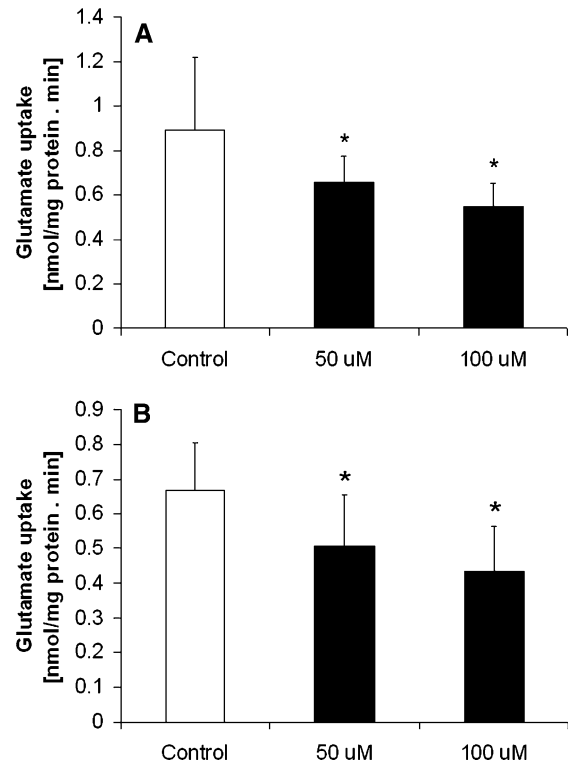 A
1.4
1.2
1
0.8
0.6
0.4
0.2
0
Glutamate uptake
[nmol/mg protein . min]
*
*
Control 50 uM 100 uM
B
0.9
0.8
0.7
0.6
0.5
0.4
0.3
0.2
0.1
0
Glutamate uptake
[nmol/mg protein . min]
*
*
Control 50 uM 100 uM